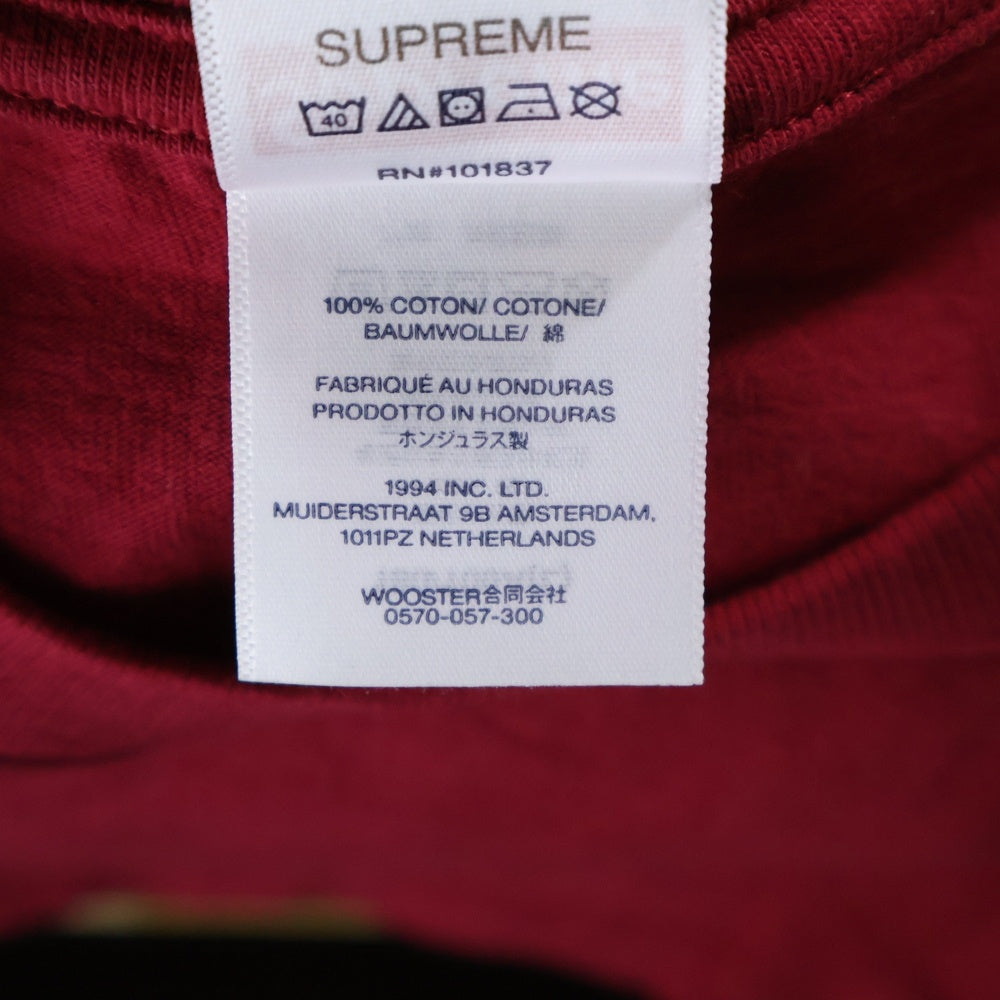 SUPREME
40
RN#101837
100% COTON/ COTONE/
BAUMWOLLE/ 綿
FABRIQUÉ AU HONDURAS
PRODOTTO IN HONDURAS
ホンジュラス製
1994 INC. LTD.
MUIDERSTRAAT 9B AMSTERDAM,
1011PZ NETHERLANDS
WOOSTER合同会社
0570-057-300